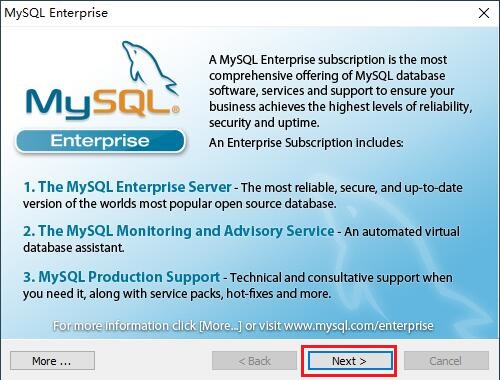 MySQL Enterprise
A MySQL Enterprise subscription is the most
comprehensive offering of MySQL database
software, services and support to ensure your
business achieves the highest levels of reliability,
security and uptime.
An Enterprise Subscription includes:
MySQL®
Enterprise
1. The MySQL Enterprise Server - The most reliable, secure, and up-to-date
version of the worlds most popular open source database.
2. The MySQL Monitoring and Advisory Service - An automated virtual
database assistant.
3. MySQL Production Support - Technical and consultative support when
you need it, along with service packs, hot-fixes and more.
For more information click [More...] or visit www.mysql.com/enterprise
More ...
< Back
Next >
Cancel